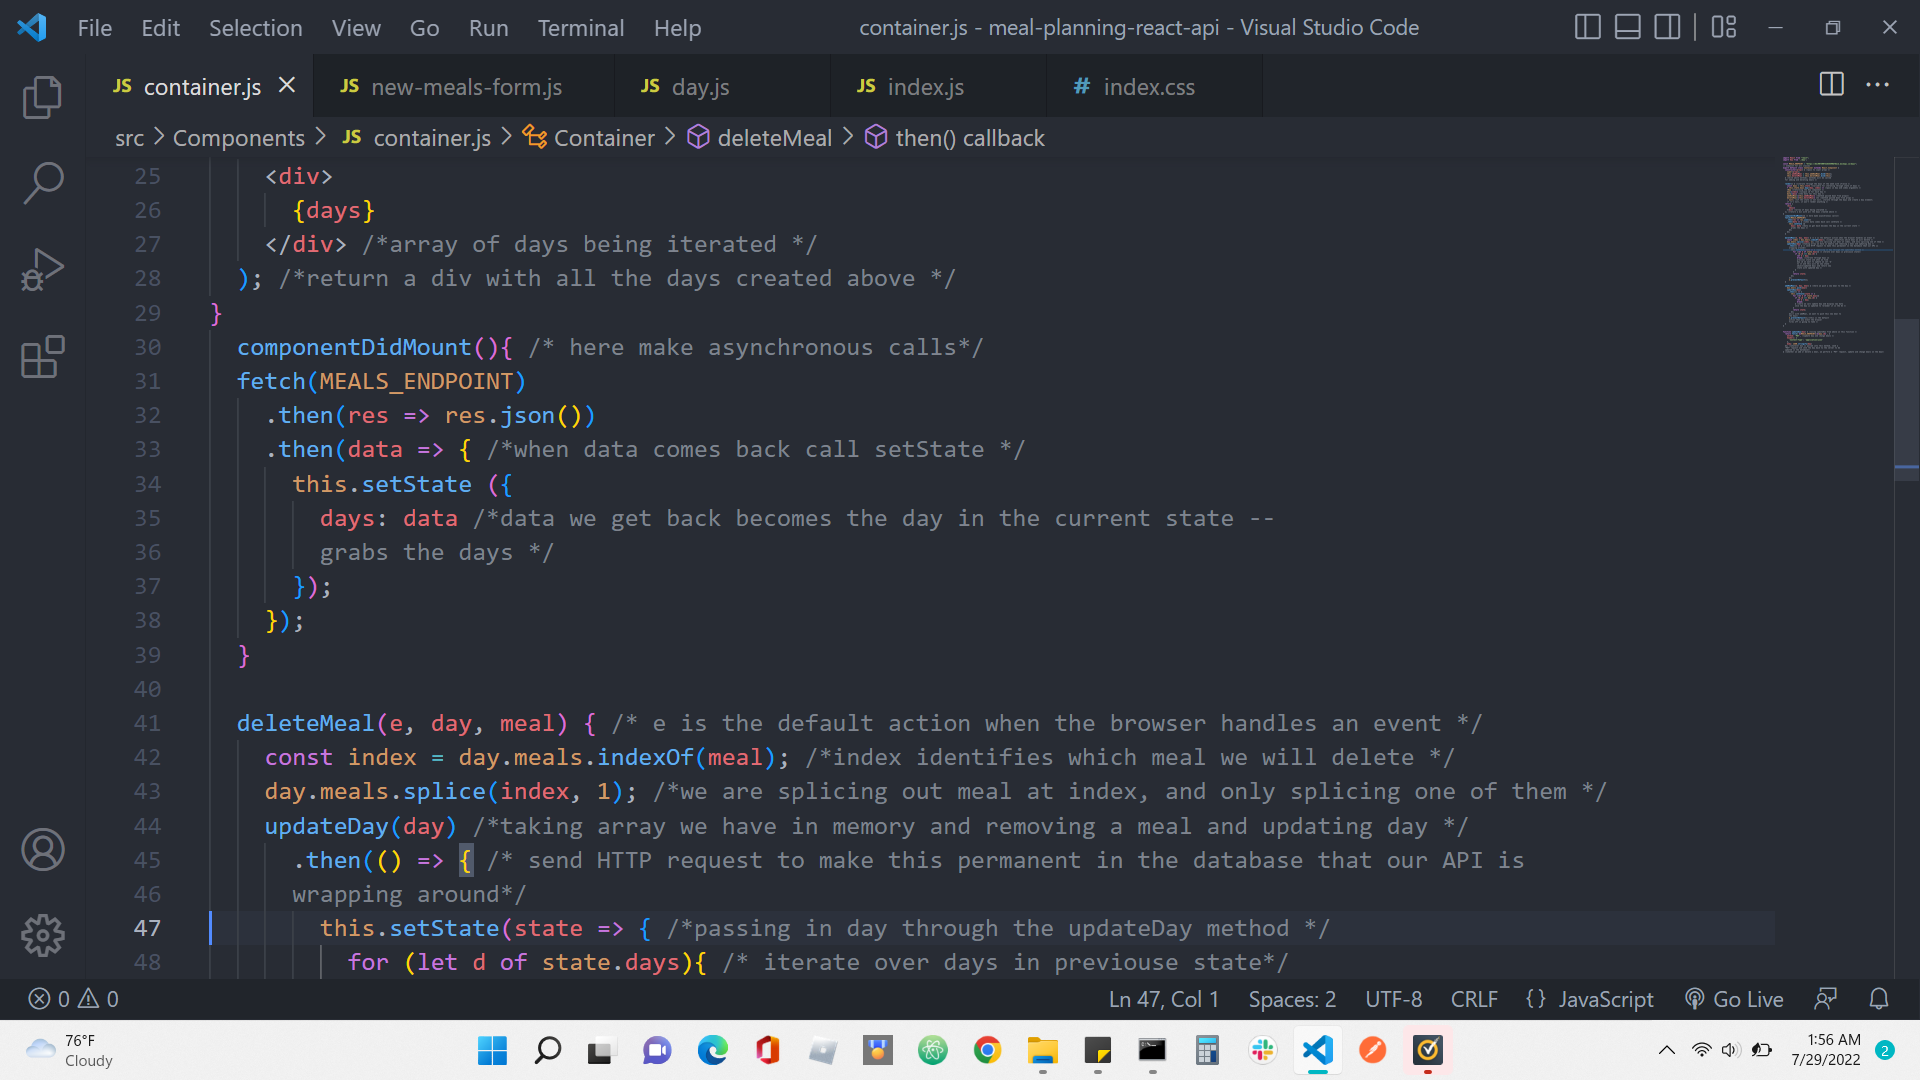 File Edit Selection View Go Run Terminal Help container.js - meal-planning-react-api - Visual Studio Code
JS container.js JS new-meals-form.js JS day.js JS index.js # index.css
src > Components > JS container.js > Container > deleteMeal > then() callback
25 <div>
26 {days}
27 </div> /*array of days being iterated */
28 ); /*return a div with all the days created above */
29 }
30 componentDidMount(){ /* here make asynchronous calls*/
31 fetch(MEALS_ENDPOINT)
32 .then(res => res.json())
33 .then(data => { /*when data comes back call setState */
34 this.setState ({
35 days: data /*data we get back becomes the day in the current state --
36 grabs the days */
37 });
38 });
39 }
40
41 deleteMeal(e, day, meal) { /* e is the default action when the browser handles an event */
42 const index = day.meals.indexOf(meal); /*index identifies which meal we will delete */
43 day.meals.splice(index, 1); /*we are splicing out meal at index, and only splicing one of them */
44 updateDay(day) /*taking array we have in memory and removing a meal and updating day */
45 .then(() => { /* send HTTP request to make this permanent in the database that our API is
46 wrapping around*/
47 this.setState(state => { /*passing in day through the updateDay method */
48 for (let d of state.days){ /* iterate over days in previouse state*/
0 0 Ln 47, Col 1 Spaces: 2 UTF-8 CRLF {} JavaScript Go Live
76°F
Cloudy
1:56 AM
7/29/2022
2